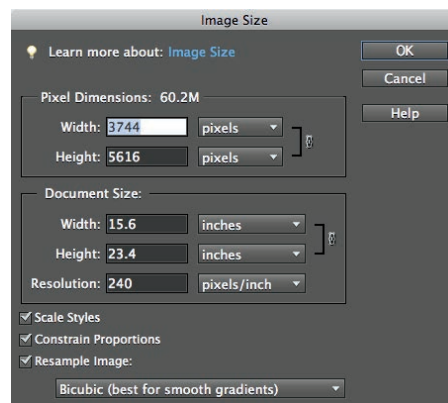 Image Size
Learn more about: Image Size
OK
Cancel
Help
Pixel Dimensions: 60.2M
Width: 3744 pixels
Height: 5616 pixels
Document Size:
Width: 15.6 inches
Height: 23.4 inches
Resolution: 240 pixels/inch
Scale Styles
Constrain Proportions
Resample Image:
Bicubic (best for smooth gradients)